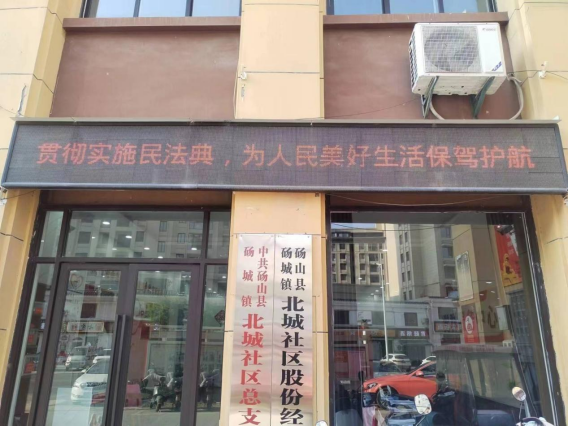 贯彻实施民法典，为人民美好生活保驾护航
中共砀山县
砀城镇
北城社区总支
砀山县
砀城镇
北城社区股份经